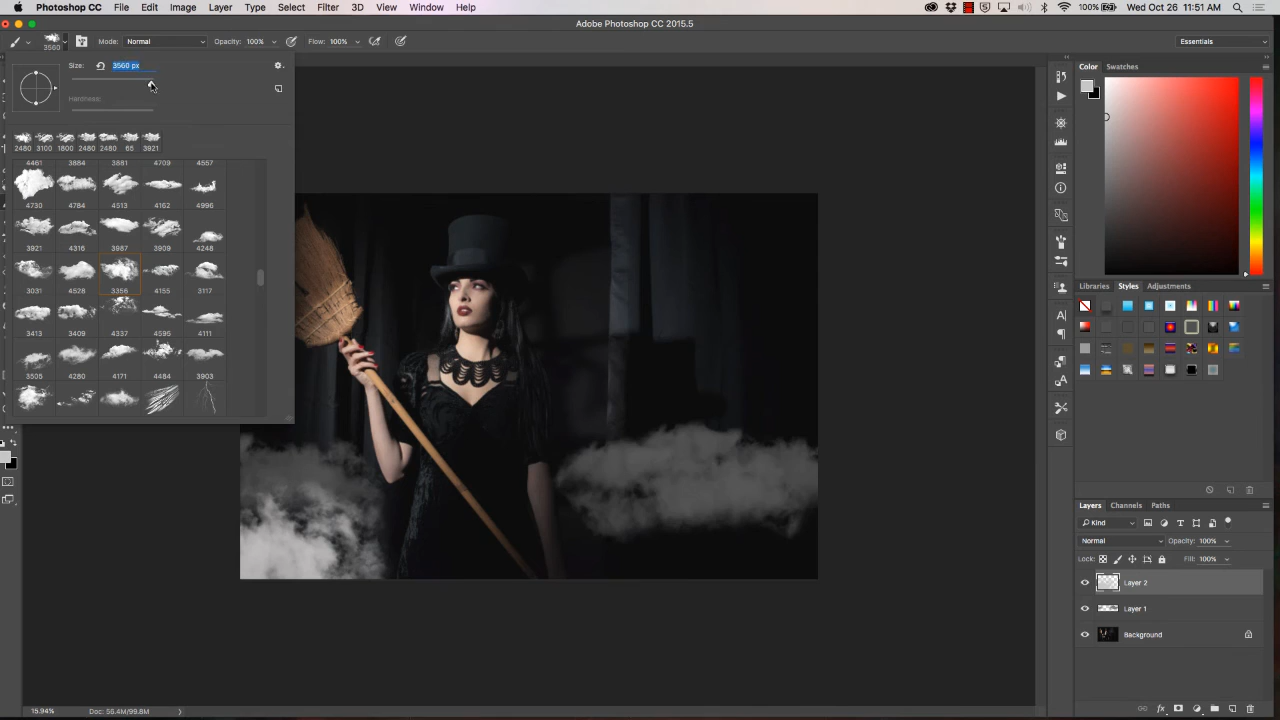 Photoshop CC File Edit Image Layer Type Select Filter 3D View Window Help 100% Wed Oct 26 11:51 AM
Adobe Photoshop CC 2015.5
3560 Mode: Normal Opacity: 100% Flow: 100% Essentials
Size: 3560 px
Hardness:
2480 3100 1800 2480 2480 65 3921
4461 3884 3881 4709 4557
4730 4784 4513 4162 4996
3921 4316 3987 3909 4248
3031 4528 3356 4155 3117
3413 3409 4337 4595 4111
3505 4280 4171 4484 3903
Color Swatches
Libraries Styles Adjustments
Layers Channels Paths
Kind
Normal Opacity: 100%
Lock: Fill: 100%
Layer 2
Layer 1
Background
15.94% Doc: 56.4M/99.8M